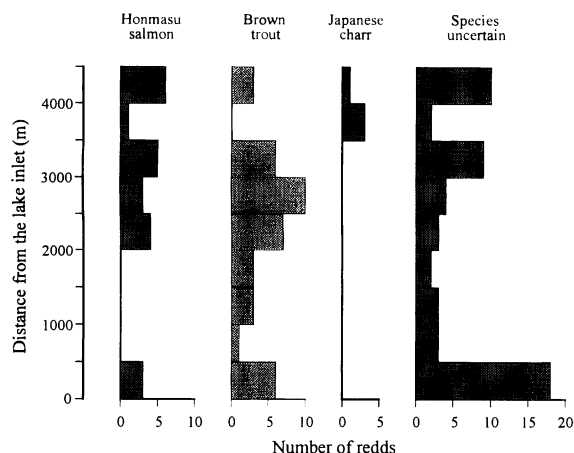 Honmasu Brown Japanese Species
salmon trout charr uncertain
Distance from the lake inlet (m)
4000
3000
2000
1000
0
0 5 10 0 5 10 0 5 0 5 10 15 20
Number of redds